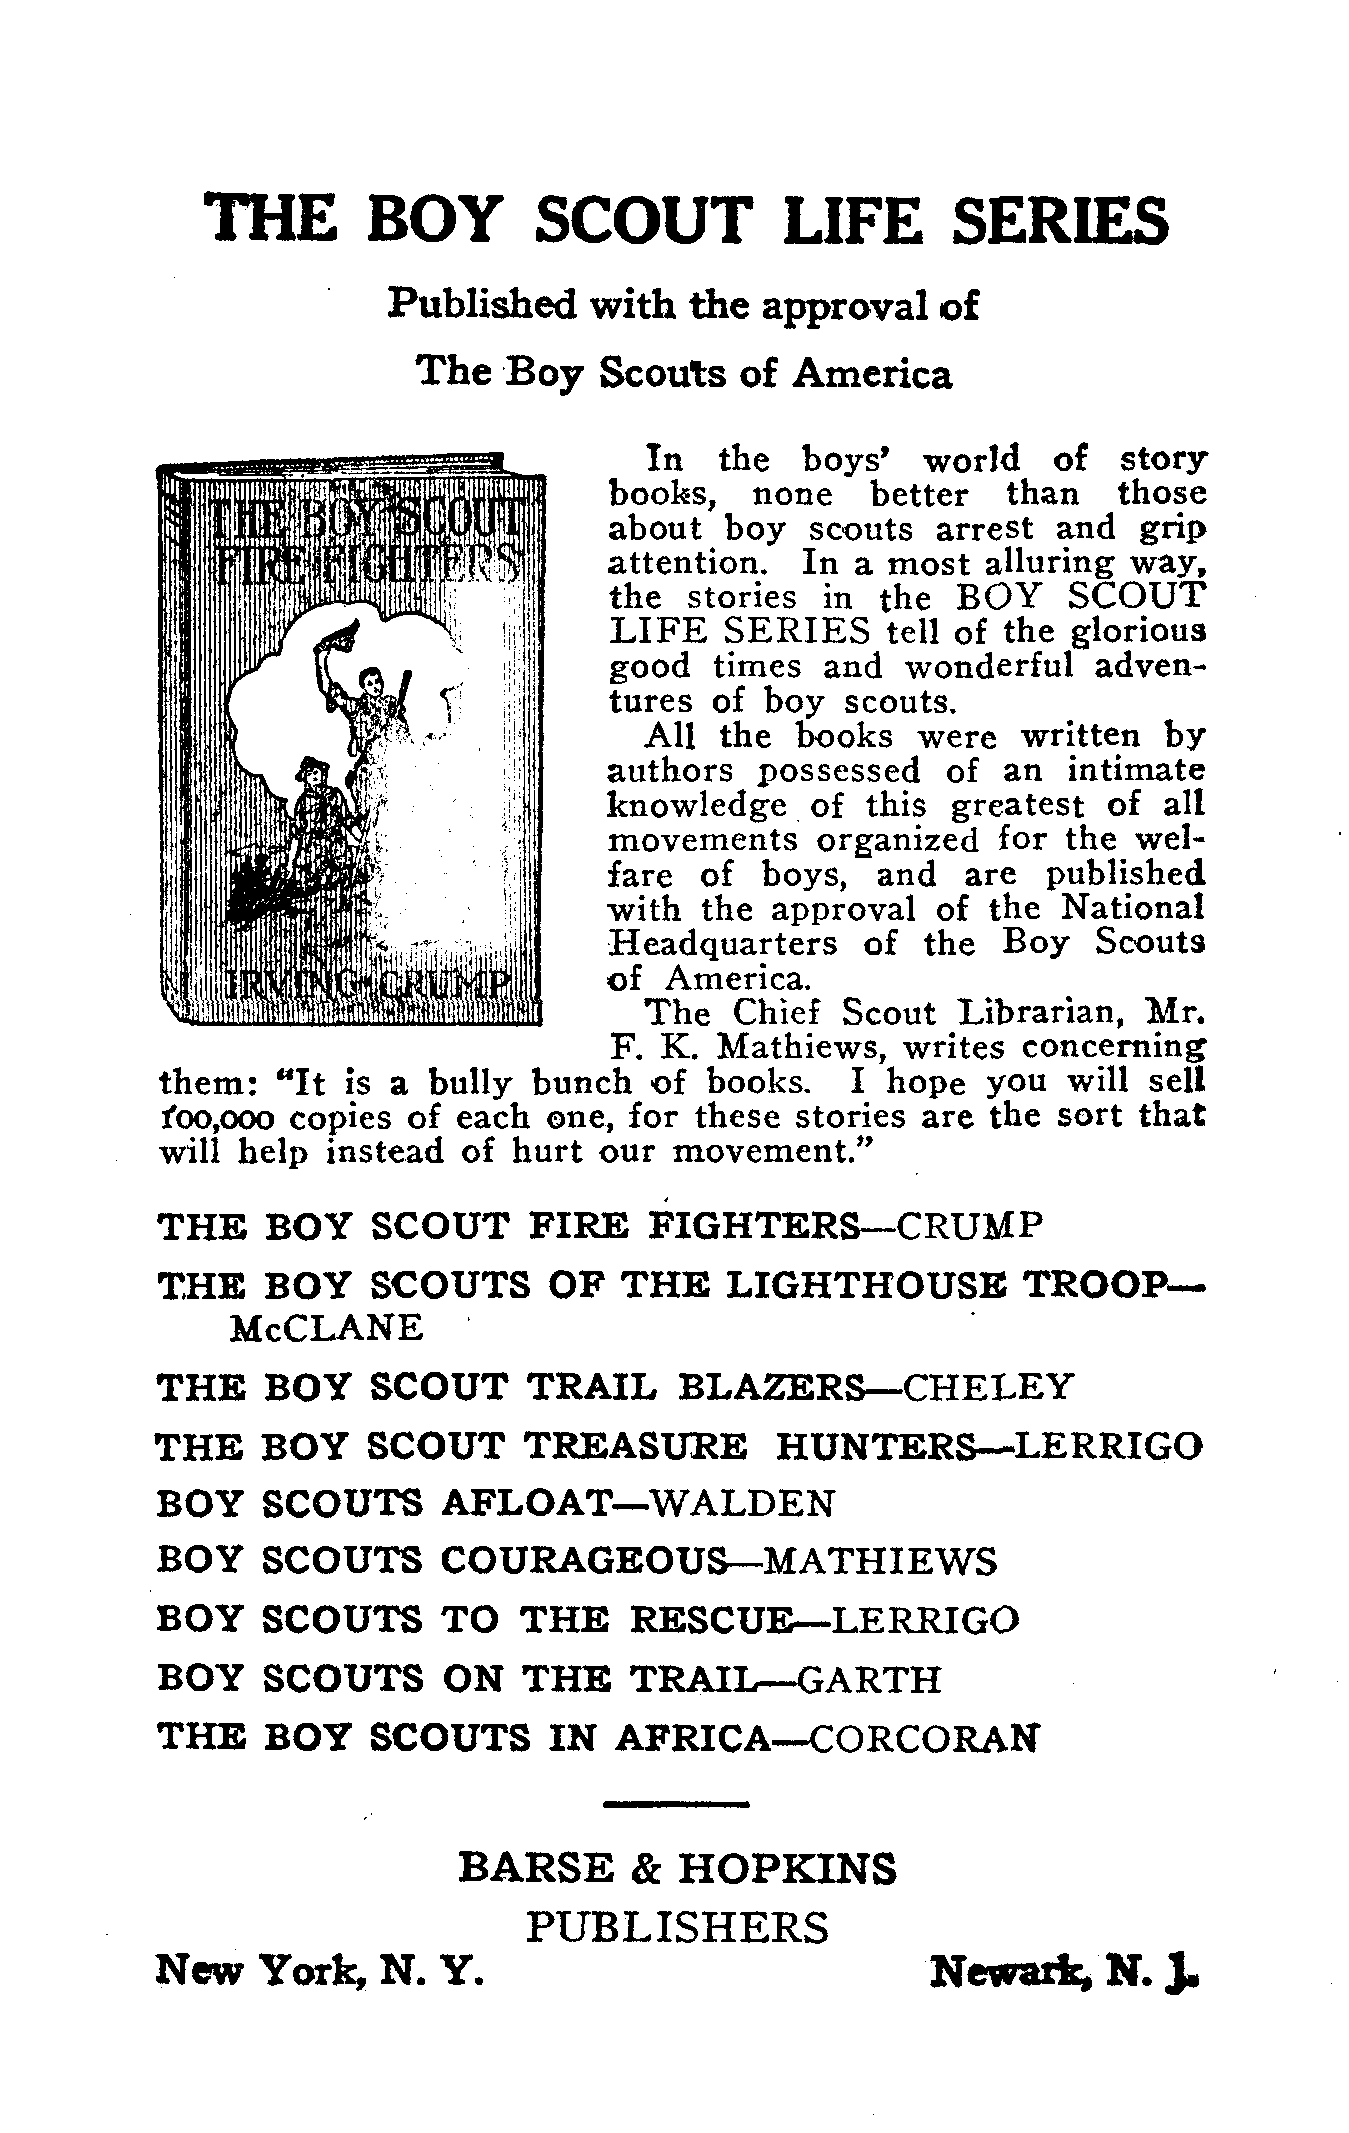 THE BOY SCOUT LIFE SERIES
Published with the approval of
The Boy Scouts of America
THE BOY SCOUT
FIRE FIGHTERS
IRVING CRUMP
In the boys' world of story
books, none better than those
about boy scouts arrest and grip
attention. In a most alluring way,
the stories in the BOY SCOUT
LIFE SERIES tell of the glorious
good times and wonderful adven-
tures of boy scouts.
All the books were written by
authors possessed of an intimate
knowledge of this greatest of all
movements organized for the wel-
fare of boys, and are published
with the approval of the National
Headquarters of the Boy Scouts
of America.
The Chief Scout Librarian, Mr.
F. K. Mathiews, writes concerning
them: "It is a bully bunch of books. I hope you will sell
100,000 copies of each one, for these stories are the sort that
will help instead of hurt our movement."
THE BOY SCOUT FIRE FIGHTERS—CRUMP
THE BOY SCOUTS OF THE LIGHTHOUSE TROOP—
McCLANE
THE BOY SCOUT TRAIL BLAZERS—CHELEY
THE BOY SCOUT TREASURE HUNTERS—LERRIGO
BOY SCOUTS AFLOAT—WALDEN
BOY SCOUTS COURAGEOUS—MATHIEWS
BOY SCOUTS TO THE RESCUE—LERRIGO
BOY SCOUTS ON THE TRAIL—GARTH
THE BOY SCOUTS IN AFRICA—CORCORAN
BARSE & HOPKINS
PUBLISHERS
New York, N. Y.
Newark, N. J.